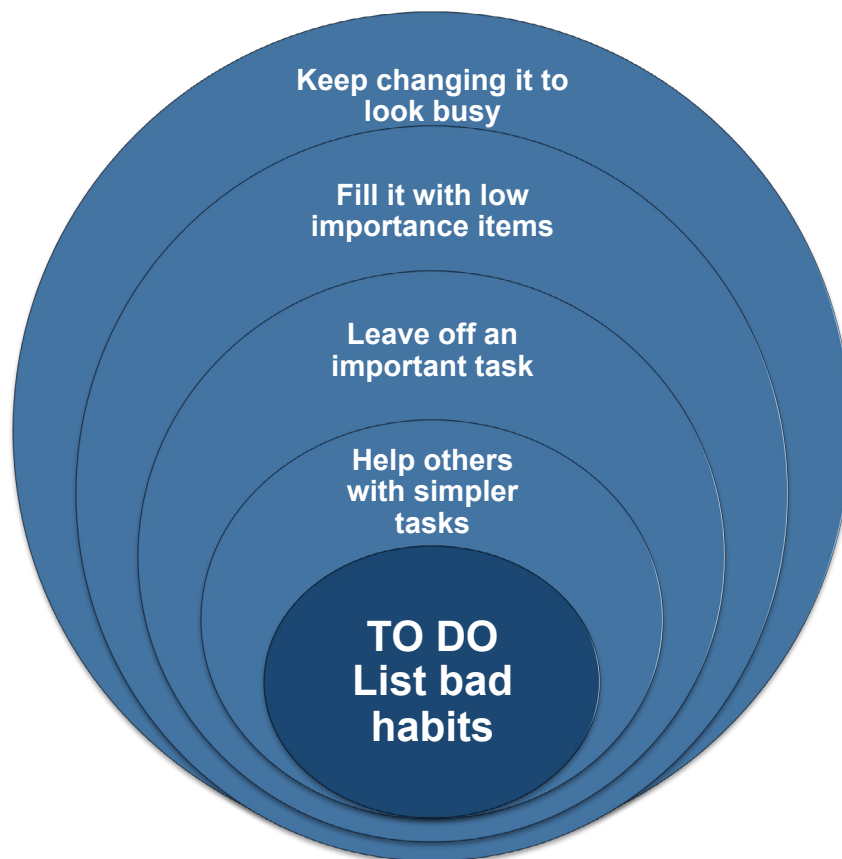 Keep changing it to
look busy
Fill it with low
importance items
Leave off an
important task
Help others
with simpler
tasks
TO DO
List bad
habits